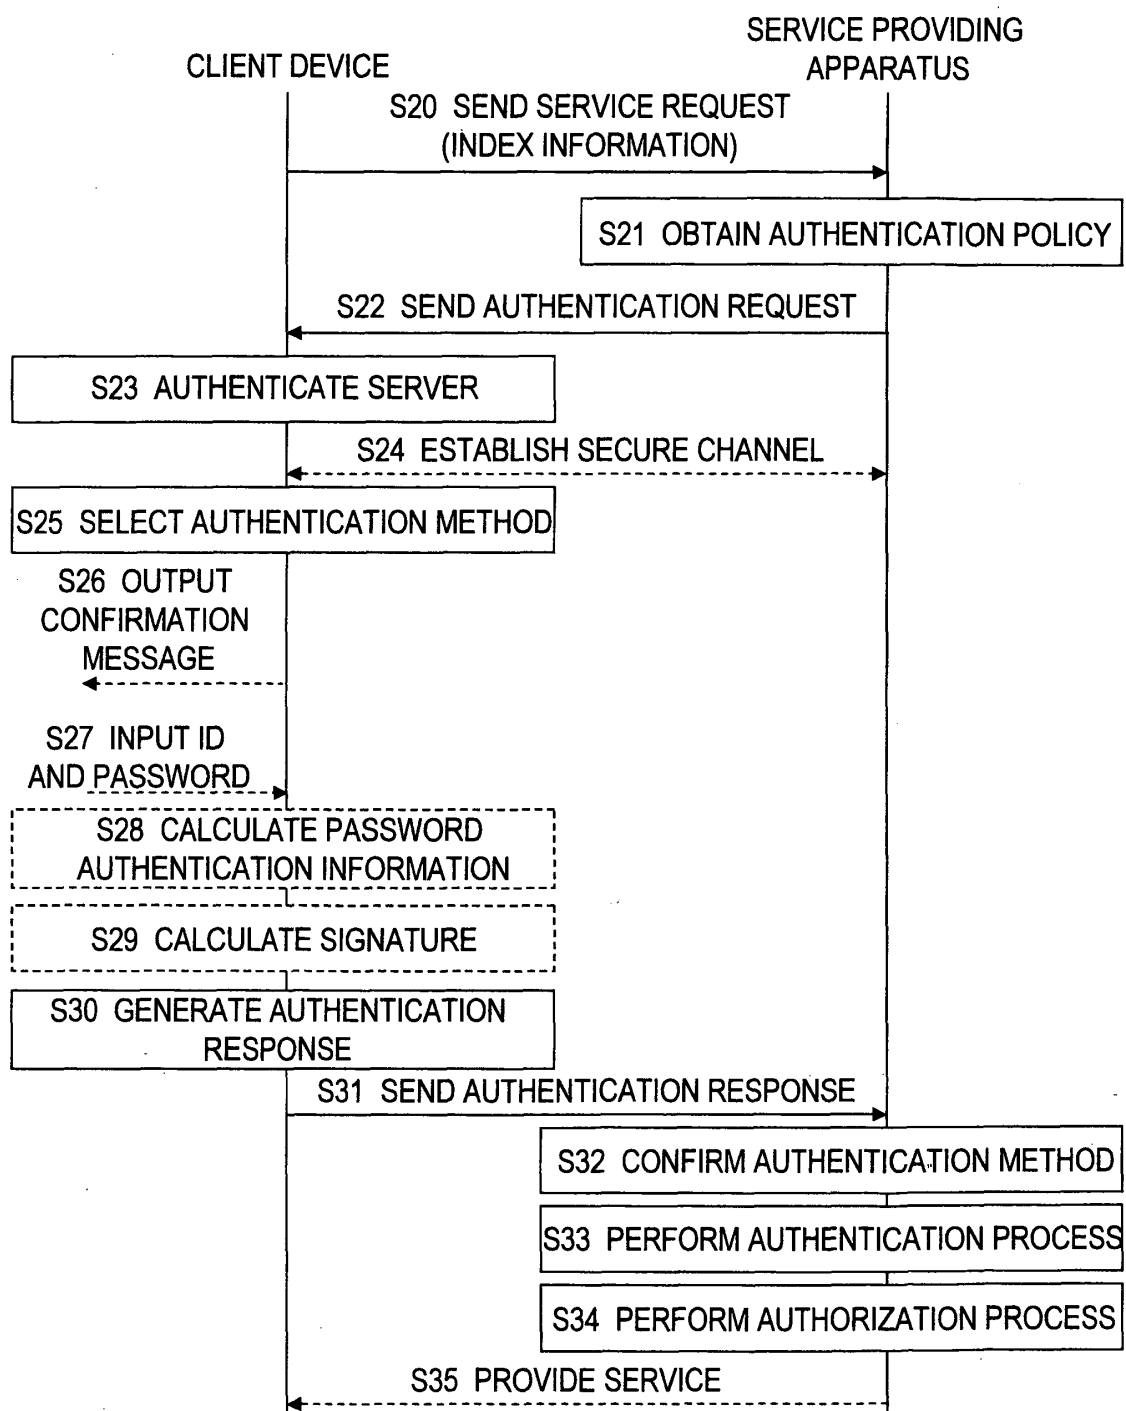 CLIENT DEVICE
SERVICE PROVIDING
APPARATUS
S20 SEND SERVICE REQUEST
(INDEX INFORMATION)
S21 OBTAIN AUTHENTICATION POLICY
S22 SEND AUTHENTICATION REQUEST
S23 AUTHENTICATE SERVER
S24 ESTABLISH SECURE CHANNEL
S25 SELECT AUTHENTICATION METHOD
S26 OUTPUT
CONFIRMATION
MESSAGE
S27 INPUT ID
AND PASSWORD
S28 CALCULATE PASSWORD
AUTHENTICATION INFORMATION
S29 CALCULATE SIGNATURE
S30 GENERATE AUTHENTICATION
RESPONSE
S31 SEND AUTHENTICATION RESPONSE
S32 CONFIRM AUTHENTICATION METHOD
S33 PERFORM AUTHENTICATION PROCESS
S34 PERFORM AUTHORIZATION PROCESS
S35 PROVIDE SERVICE